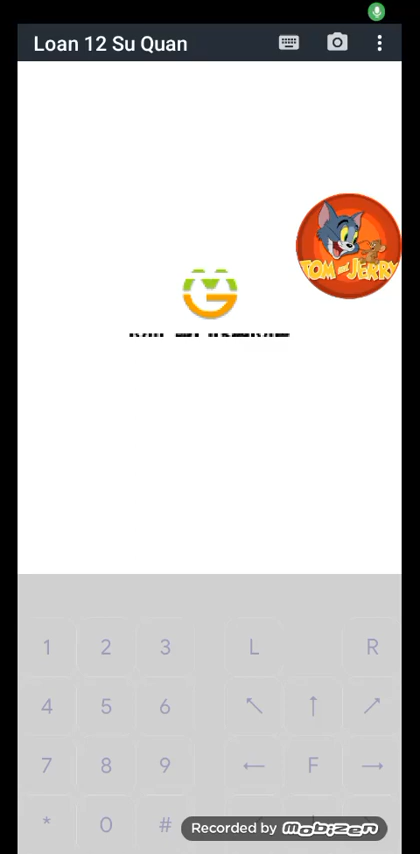 Loan 12 Su Quan
TOM and JERRY
G
1 2 3 L R
4 5 6 ↖ ↑ ↗
7 8 9 ← F →
* 0 #
Recorded by mobizen